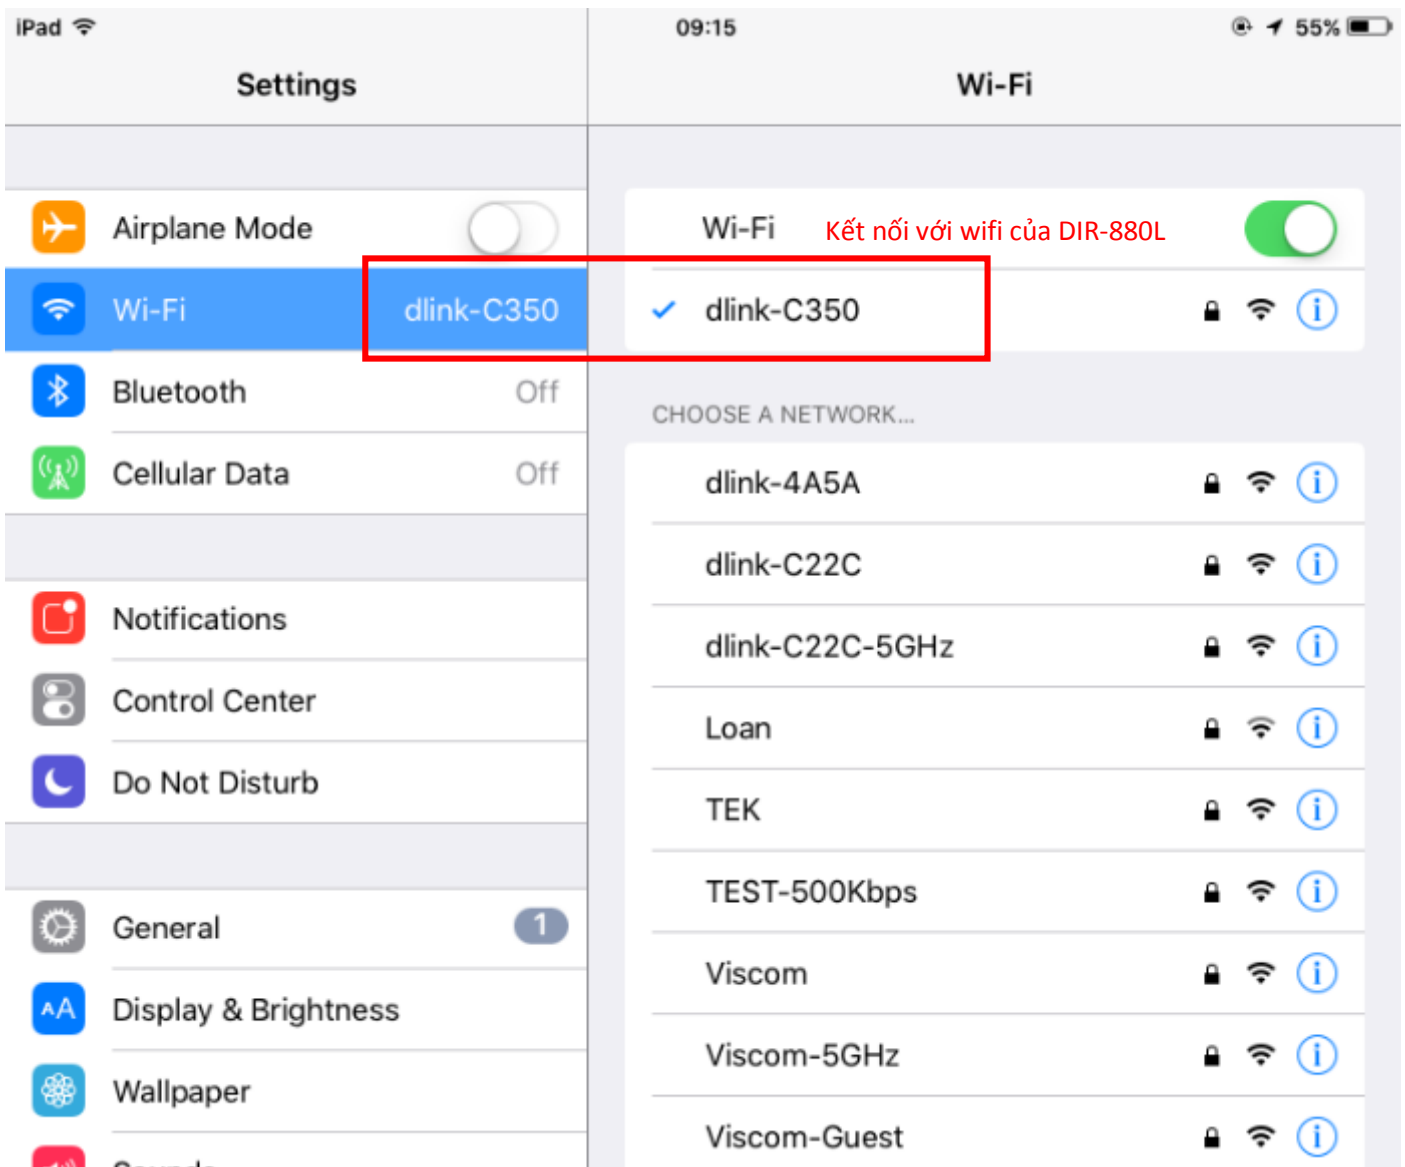 iPad
09:15
55%
Settings
Wi-Fi
Airplane Mode
Wi-Fi dlink-C350
Bluetooth Off
Cellular Data Off
Notifications
Control Center
Do Not Disturb
General 1
AA Display & Brightness
Wallpaper
Sounds
Wi-Fi Kết nối với wifi của DIR-880L
dlink-C350
CHOOSE A NETWORK...
dlink-4A5A
dlink-C22C
dlink-C22C-5GHz
Loan
TEK
TEST-500Kbps
Viscom
Viscom-5GHz
Viscom-Guest